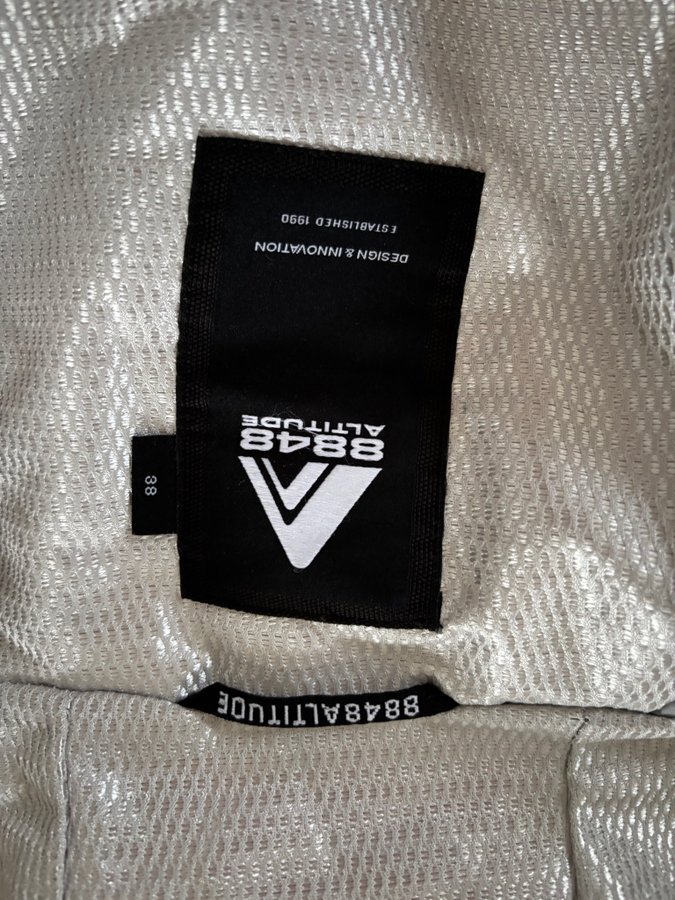 8848ALTITUDE
8848
ALTITUDE
38
DESIGN & INNOVATION
ESTABLISHED 1990